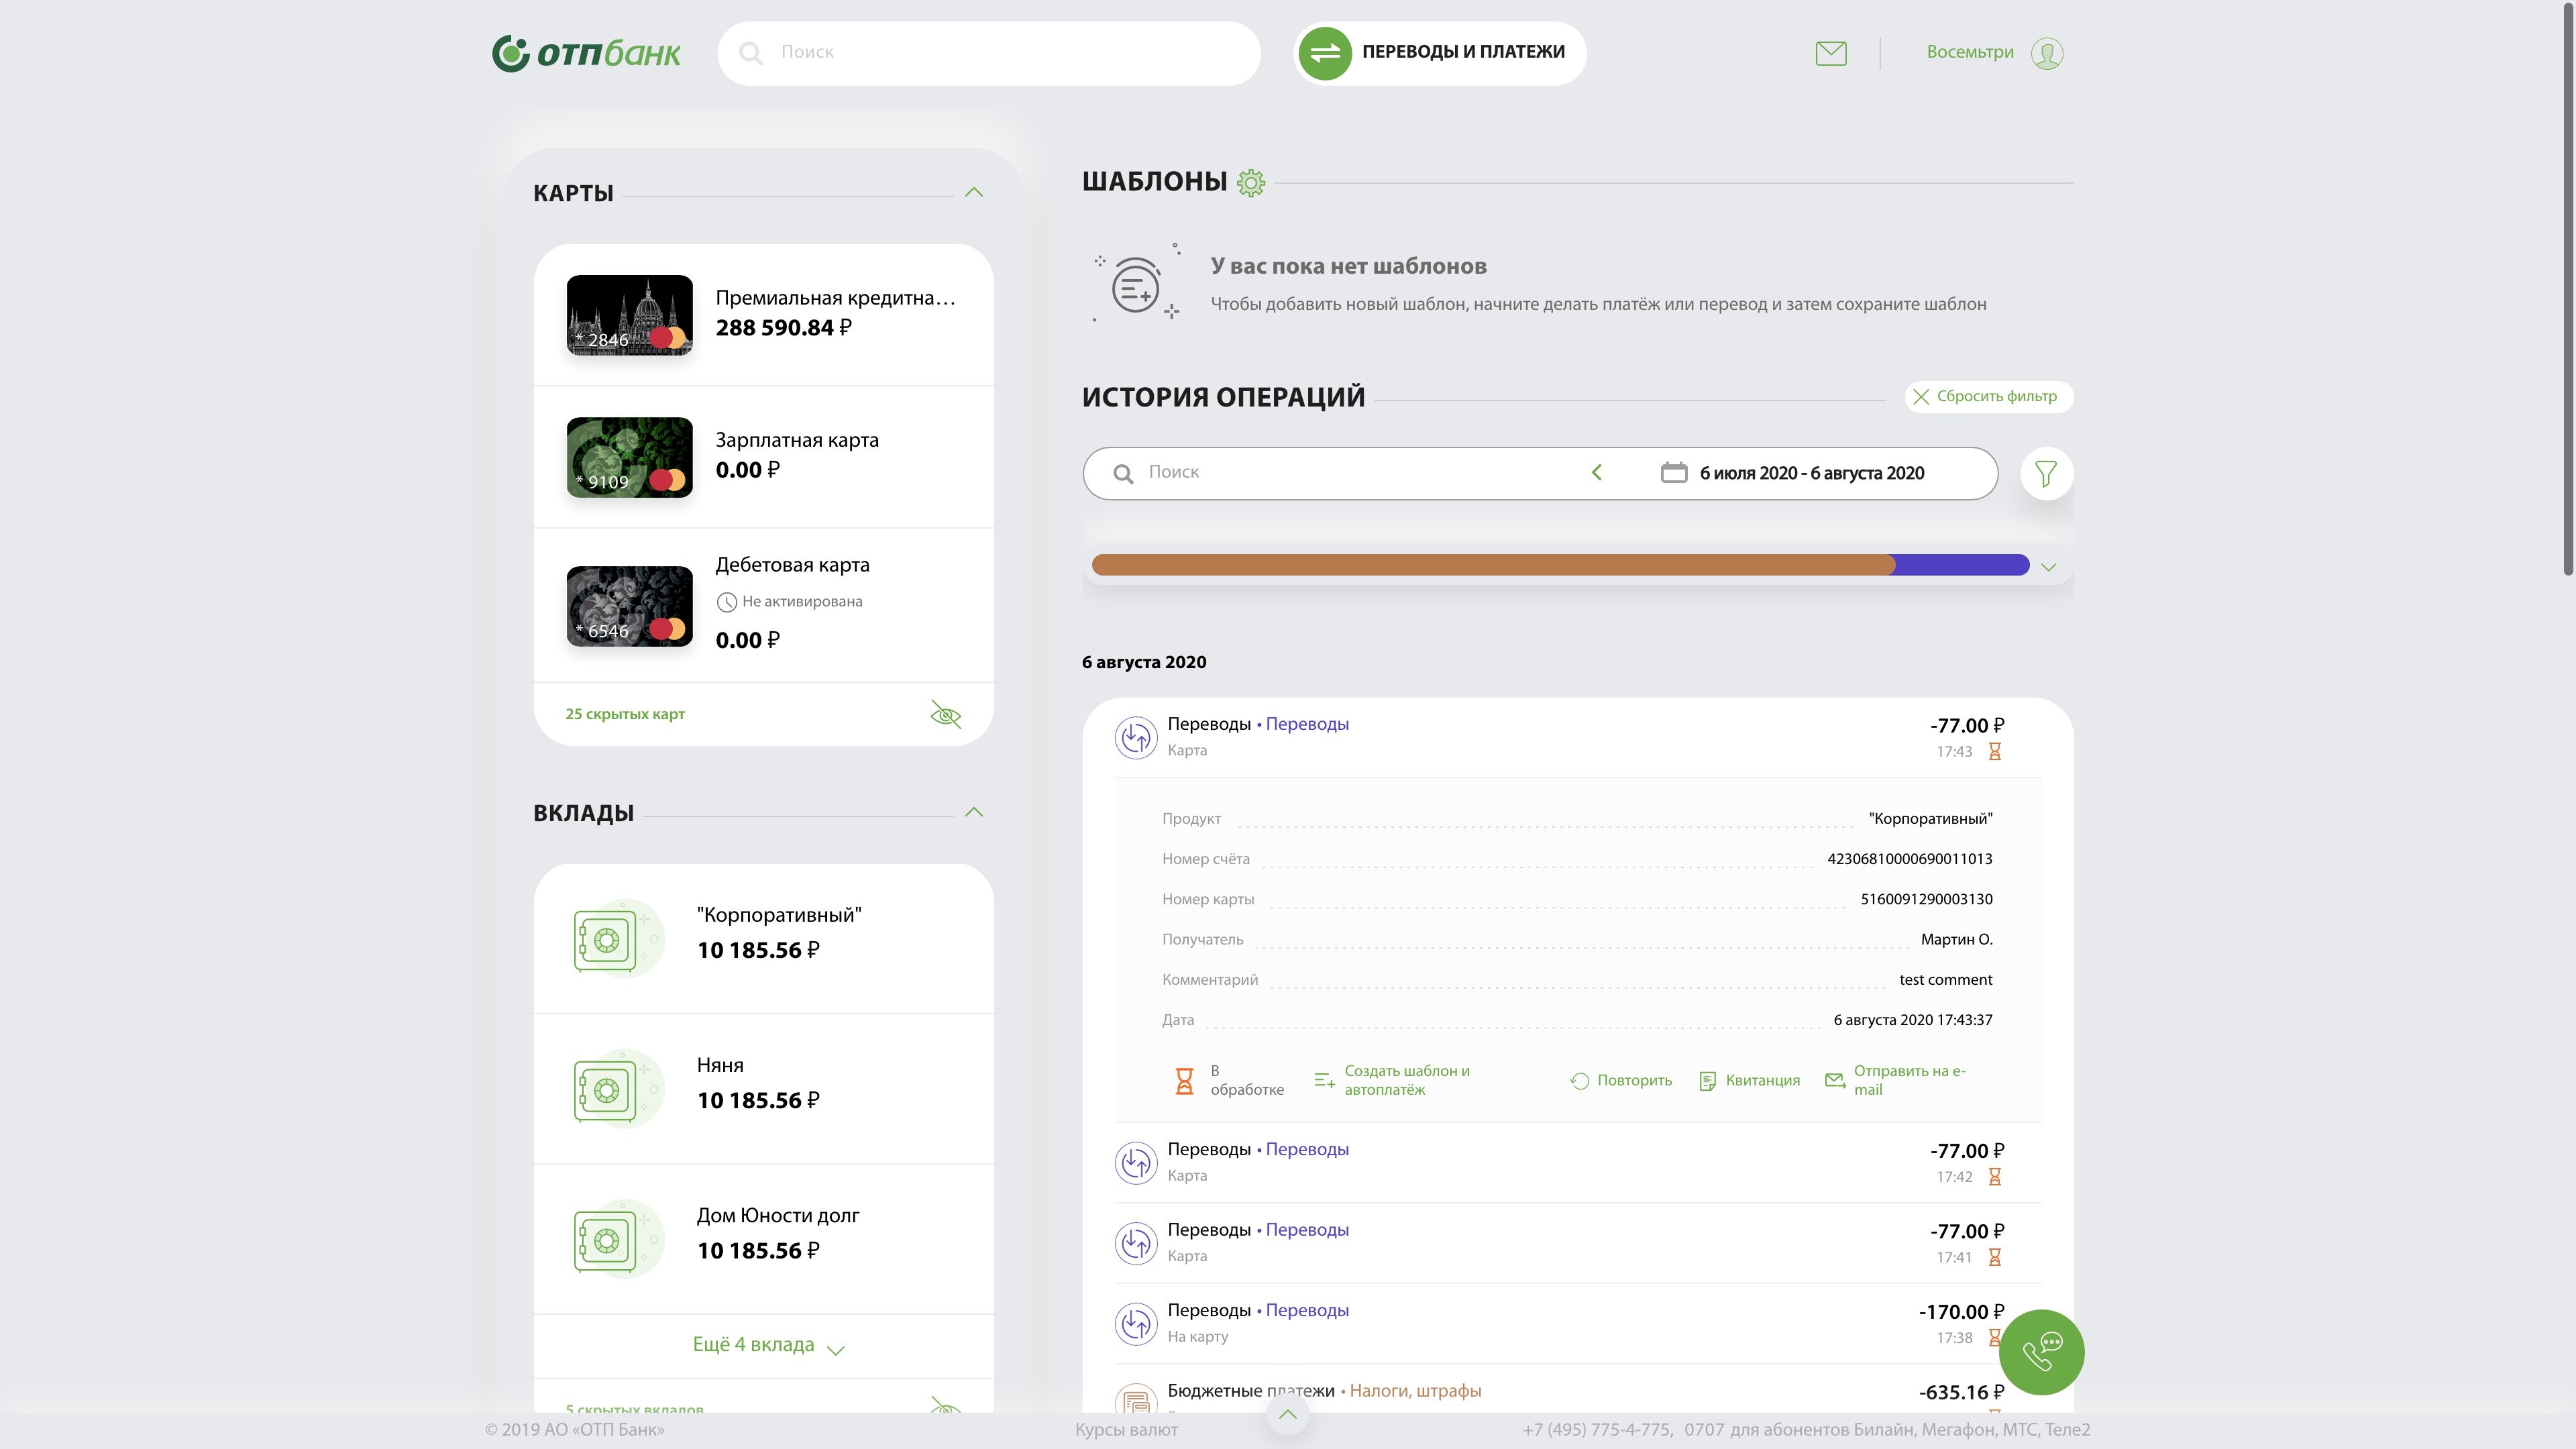 отпбанк
Поиск
ПЕРЕВОДЫ И ПЛАТЕЖИ
Восемьтри
КАРТЫ
* 2846
Премиальная кредитна...
288 590.84 ₽
* 9109
Зарплатная карта
0.00 ₽
* 6546
Дебетовая карта
Не активирована
0.00 ₽
25 скрытых карт
ВКЛАДЫ
"Корпоративный"
10 185.56 ₽
Няня
10 185.56 ₽
Дом Юности долг
10 185.56 ₽
Ещё 4 вклада
5 скрытых вкладов
ШАБЛОНЫ
У вас пока нет шаблонов
Чтобы добавить новый шаблон, начните делать платёж или перевод и затем сохраните шаблон
ИСТОРИЯ ОПЕРАЦИЙ
Сбросить фильтр
Поиск
6 июля 2020 - 6 августа 2020
6 августа 2020
Переводы • Переводы
-77.00 ₽
Карта
17:43
Продукт "Корпоративный"
Номер счёта 42306810000690011013
Номер карты 5160091290003130
Получатель Мартин О.
Комментарий test comment
Дата 6 августа 2020 17:43:37
В
обработке
Создать шаблон и
автоплатёж
Повторить
Квитанция
Отправить на e-
mail
Переводы • Переводы
-77.00 ₽
Карта
17:42
Переводы • Переводы
-77.00 ₽
Карта
17:41
Переводы • Переводы
-170.00 ₽
На карту
17:38
Бюджетные платежи • Налоги, штрафы
-635.16 ₽
© 2019 АО «ОТП Банк»
Курсы валют
+7 (495) 775-4-775, 0707 для абонентов Билайн, Мегафон, МТС, Теле2